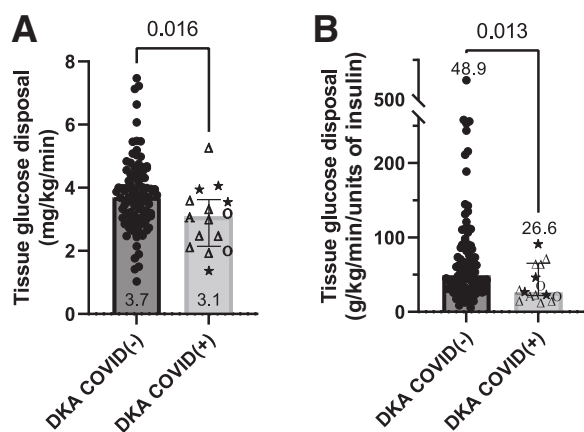 A
0.016
Tissue glucose disposal
(mg/kg/min)
8
6
4
2
0
3.7
3.1
DKA COVID(-)
DKA COVID(+)
B
0.013
Tissue glucose disposal
(g/kg/min/units of insulin)
48.9
500
200
100
50
0
26.6
DKA COVID(-)
DKA COVID(+)